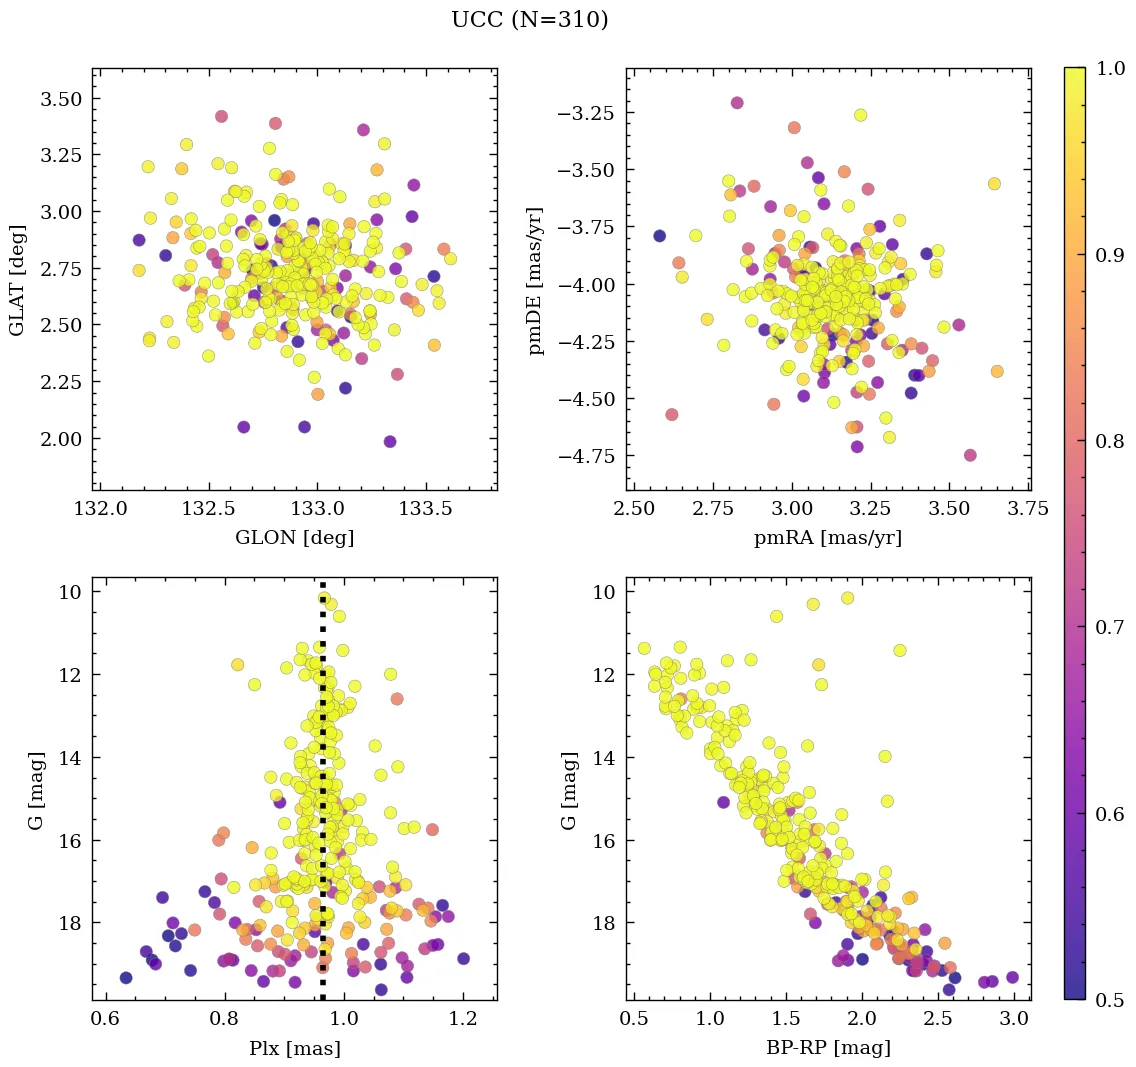 UCC (N=310)
3.50
3.25
3.00
2.75
2.50
2.25
2.00
GLAT [deg]
132.0 132.5 133.0 133.5
GLON [deg]
−3.25
−3.50
−3.75
−4.00
−4.25
−4.50
−4.75
pmDE [mas/yr]
2.50 2.75 3.00 3.25 3.50 3.75
pmRA [mas/yr]
10
12
14
16
18
G [mag]
0.6 0.8 1.0 1.2
Plx [mas]
10
12
14
16
18
G [mag]
0.5 1.0 1.5 2.0 2.5 3.0
BP-RP [mag]
1.0
0.9
0.8
0.7
0.6
0.5